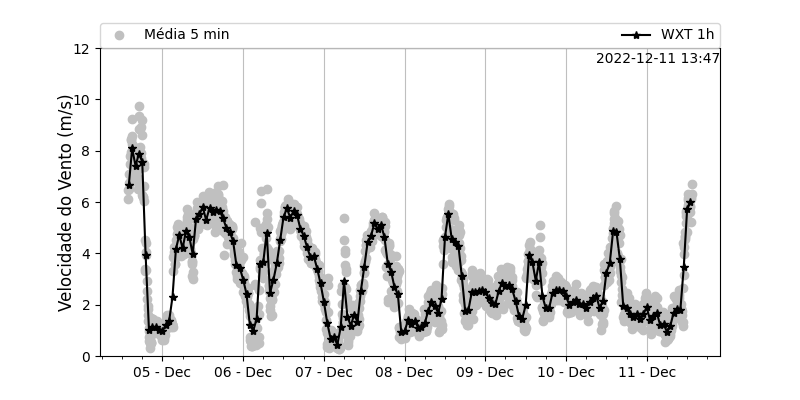 Média 5 min
WXT 1h
2022-12-11 13:47
Velocidade do Vento (m/s)
12
10
8
6
4
2
0
05 - Dec
06 - Dec
07 - Dec
08 - Dec
09 - Dec
10 - Dec
11 - Dec